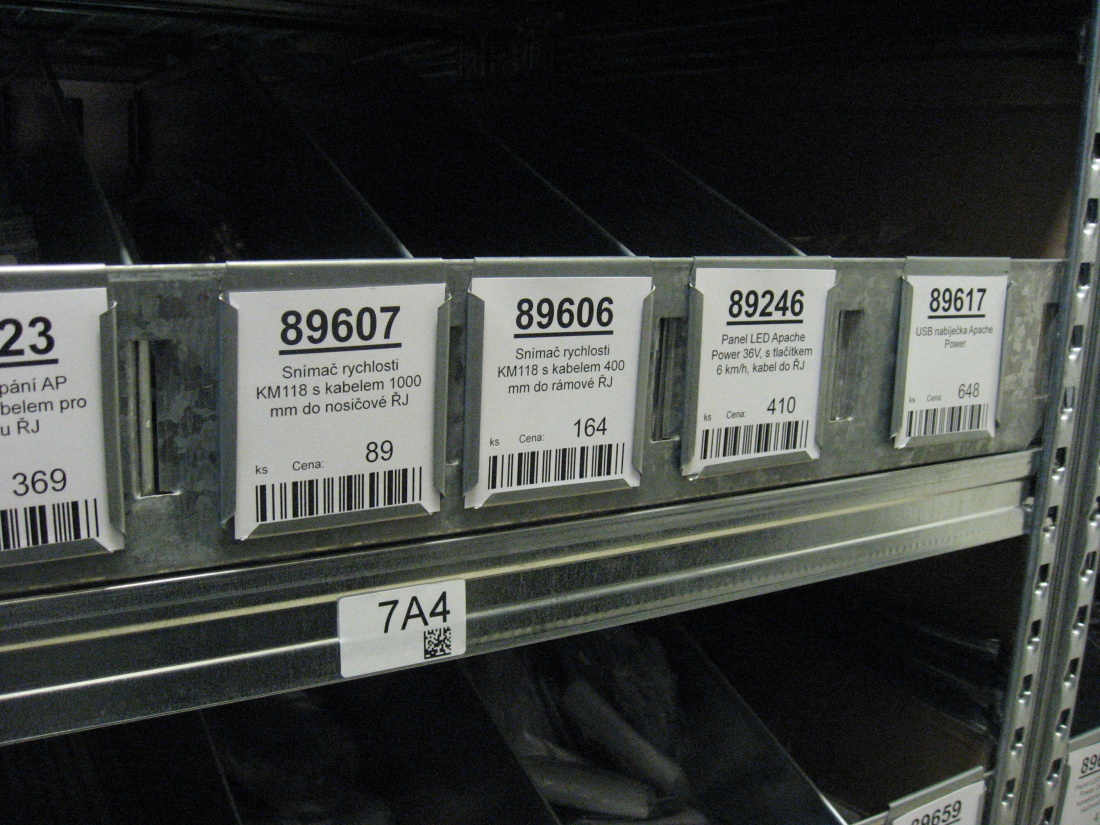 23
pání AP
belem pro
u ŘJ
369
89607
Snímač rychlosti
KM118 s kabelem 1000
mm do nosičové ŘJ
ks Cena: 89
89606
Snímač rychlosti
KM118 s kabelem 400
mm do rámové ŘJ
ks Cena: 164
89246
Panel LED Apache
Power 36V, s tlačítkem
6 km/h, kabel do ŘJ
ks Cena: 410
89617
USB nabíječka Apache
Power
ks Cena: 648
7A4
89659